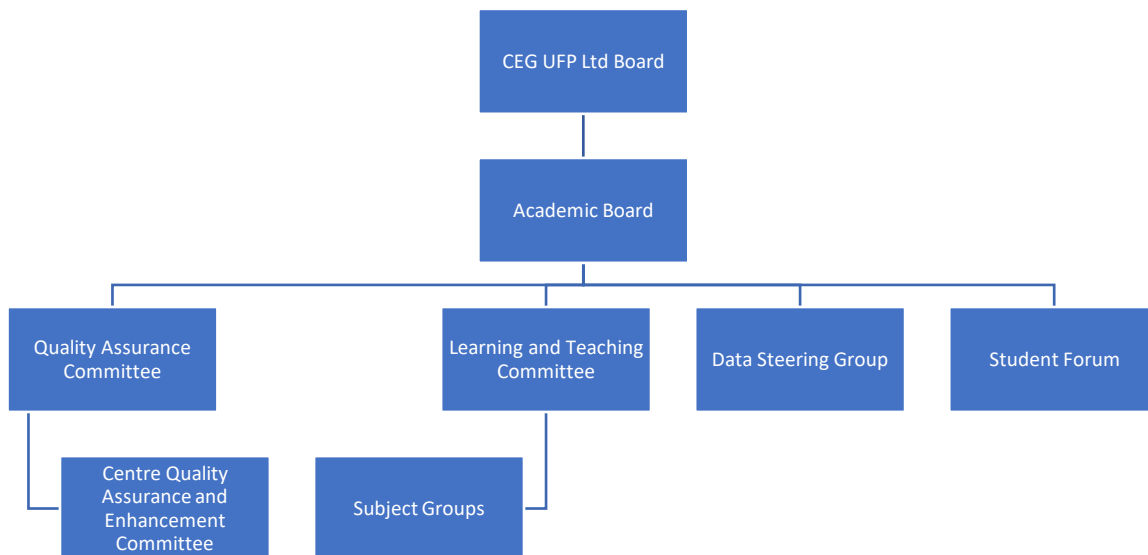 CEG UFP Ltd Board
Academic Board
Quality Assurance
Committee
Learning and Teaching
Committee
Data Steering Group
Student Forum
Centre Quality
Assurance and
Enhancement
Committee
Subject Groups